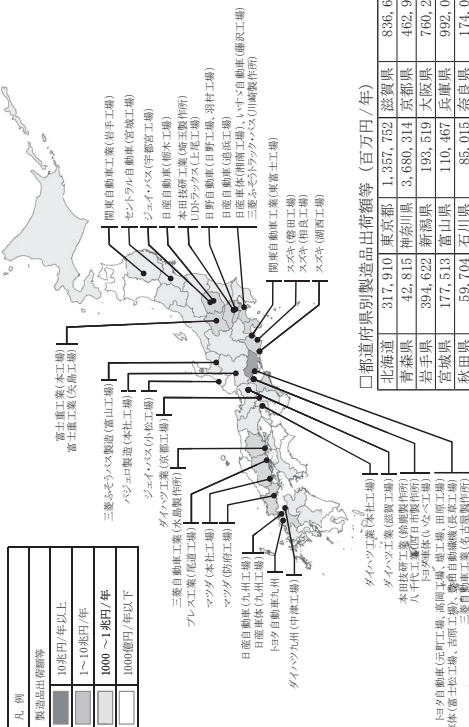 凡 例
製造品出荷額等
10兆円/年以上
1～10兆円/年
1000～1兆円/年
1000億円/年以下
富士重工業(本工場)
富士重工業(矢島工場)
三菱ふそうバス製造(富山工場)
パジェロ製造(本社工場)
ジェイ・バス(小松工場)
ダイハツ工業(京都工場)
三菱自動車工業(水島製作所)
プレス工業(尾道工場)
マツダ(本社工場)
マツダ(防府工場)
日産自動車(九州工場)
日産車体(九州工場)
トヨタ自動車九州
ダイハツ九州(中津工場)
関東自動車工業(岩手工場)
セントラル自動車(宮城工場)
ジェイ・バス(宇都宮工場)
日産自動車(栃木工場)
本田技研工業(埼玉製作所)
UDトラックス(上尾工場)
日野自動車(日野工場、羽村工場)
日産自動車(追浜工場)
日産車体(湘南工場)、いすゞ自動車(藤沢工場)
三菱ふそうトラック・バス(川崎製作所)
関東自動車工業(東富士工場)
スズキ(磐田工場)
スズキ(相良工場)
スズキ(湖西工場)
ダイハツ工業(本社工場)
ダイハツ工業(滋賀工場)
本田技研工業(鈴鹿製作所)
八千代工業(四日市製作所)
トヨタ車体(いなべ工場)
トヨタ自動車(元町工場、高岡工場、堤工場、田原工場)
体(富士松工場、吉原工場)、豊田自動織機(長草工場)
三菱自動車工業(名古屋製作所)
□都道府県別製造品出荷額等(百万円/年)
北海道 317,910 東京都 1,357,752 滋賀県 836,6
青森県 42,815 神奈川県 3,680,314 京都府 462,9
岩手県 394,622 新潟県 193,519 大阪府 760,2
宮城県 177,513 富山県 110,467 兵庫県 992,0
秋田県 59,704 石川県 85,015 奈良県 174,0